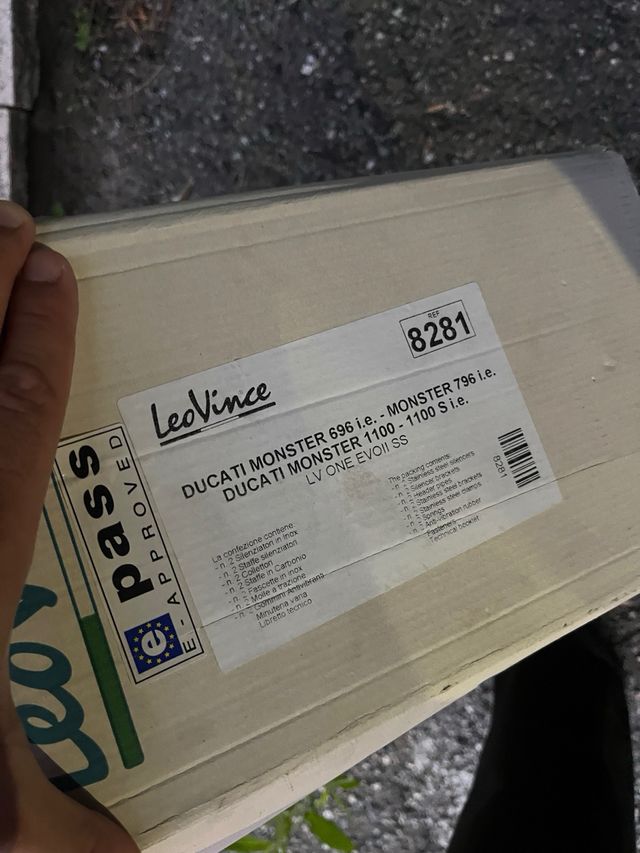 REF
8281
LeoVince
DUCATI MONSTER 696 i.e. - MONSTER 796 i.e.
DUCATI MONSTER 1100 - 1100 S i.e.
LV ONE EVOII SS
La confezione contiene
- n. 2 Silenziatori in inox
- n. 2 Staffe silenziatori
- n. 2 Collettori
- n. 2 Staffe in Carbonio
- n. Fascette in inox
- n. Molle a trazione
- n. Gommini Antivibranti
Minuteria varia
Libretto tecnico
The packing contents:
Stainless steel silencers
Silencer brackets
Header pipes
Stainless steel brackets
Stainless steel clamps
Springs
Anti-vibration rubber
Fasteners
Technical booklet
8281
pass
E-APPROVED
e
Leo